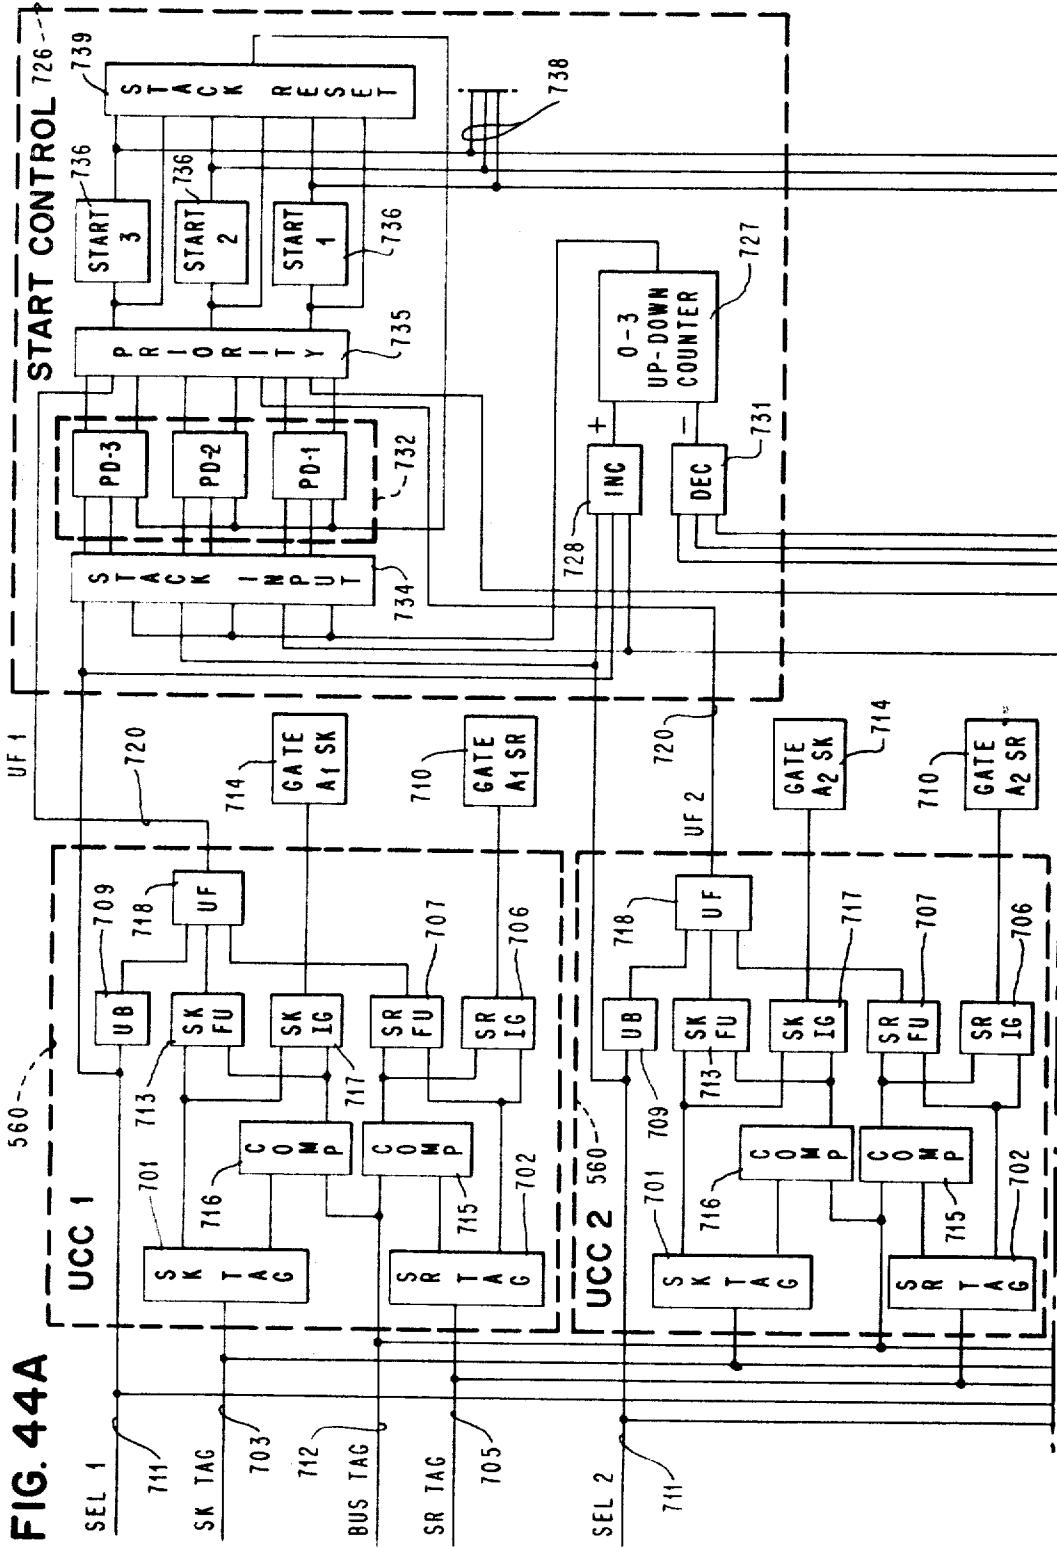 FIG. 44A
SEL 1
711
SK TAG
703
BUS TAG
712
SR TAG
705
SEL 2
711
560
UCC 1
SK TAG
701
SR TAG
702
COMP
716
COMP
715
UB
709
SK FU
713
SK IG
717
SR FU
707
SR IG
706
UF
718
720
UF 1
GATE A1 SK
714
GATE A1 SR
710
560
UCC 2
SK TAG
701
SR TAG
702
COMP
716
COMP
715
UB
709
SK FU
713
SK IG
717
SR FU
707
SR IG
706
UF
718
720
UF 2
GATE A2 SK
714
GATE A2 SR
710
START CONTROL
726
STACK INPUT
734
PD-3
PD-2
PD-1
732
PRIORITY
735
START 3
736
START 2
736
START 1
736
STACK RESET
739
738
INC
728
+
DEC
731
-
0-3
UP-DOWN
COUNTER
727